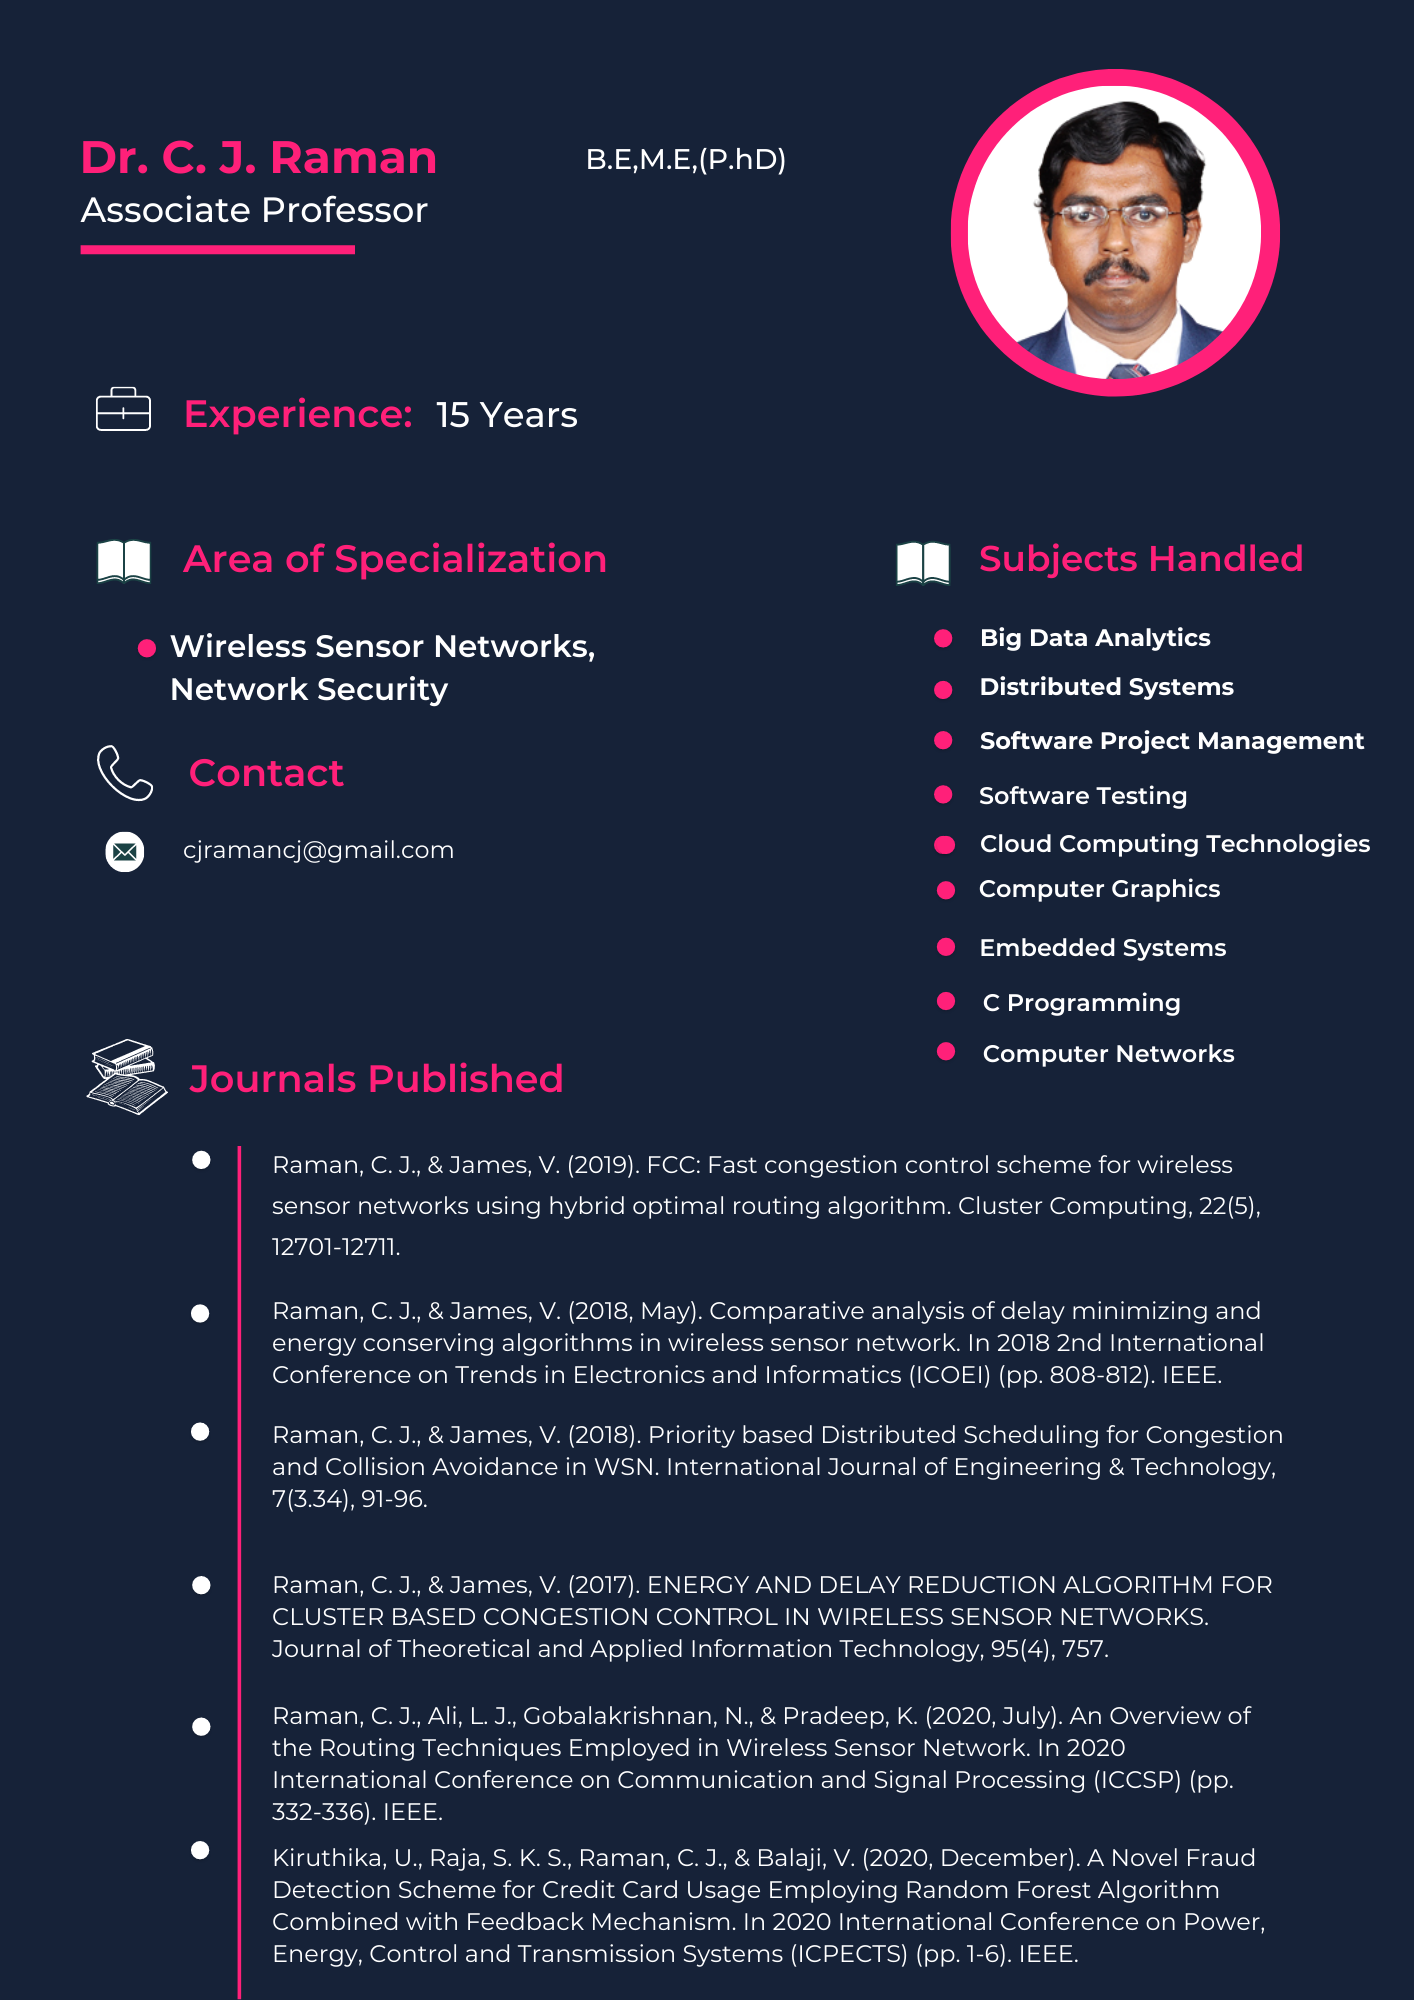 Dr. C. J. Raman
B.E,M.E,(P.hD)
Associate Professor
Experience: 15 Years
Area of Specialization
Wireless Sensor Networks,
Network Security
Contact
cjramancj@gmail.com
Subjects Handled
Big Data Analytics
Distributed Systems
Software Project Management
Software Testing
Cloud Computing Technologies
Computer Graphics
Embedded Systems
C Programming
Computer Networks
Journals Published
Raman, C. J., & James, V. (2019). FCC: Fast congestion control scheme for wireless
sensor networks using hybrid optimal routing algorithm. Cluster Computing, 22(5),
12701-12711.
Raman, C. J., & James, V. (2018, May). Comparative analysis of delay minimizing and
energy conserving algorithms in wireless sensor network. In 2018 2nd International
Conference on Trends in Electronics and Informatics (ICOEI) (pp. 808-812). IEEE.
Raman, C. J., & James, V. (2018). Priority based Distributed Scheduling for Congestion
and Collision Avoidance in WSN. International Journal of Engineering & Technology,
7(3.34), 91-96.
Raman, C. J., & James, V. (2017). ENERGY AND DELAY REDUCTION ALGORITHM FOR
CLUSTER BASED CONGESTION CONTROL IN WIRELESS SENSOR NETWORKS.
Journal of Theoretical and Applied Information Technology, 95(4), 757.
Raman, C. J., Ali, L. J., Gobalakrishnan, N., & Pradeep, K. (2020, July). An Overview of
the Routing Techniques Employed in Wireless Sensor Network. In 2020
International Conference on Communication and Signal Processing (ICCSP) (pp.
332-336). IEEE.
Kiruthika, U., Raja, S. K. S., Raman, C. J., & Balaji, V. (2020, December). A Novel Fraud
Detection Scheme for Credit Card Usage Employing Random Forest Algorithm
Combined with Feedback Mechanism. In 2020 International Conference on Power,
Energy, Control and Transmission Systems (ICPECTS) (pp. 1-6). IEEE.